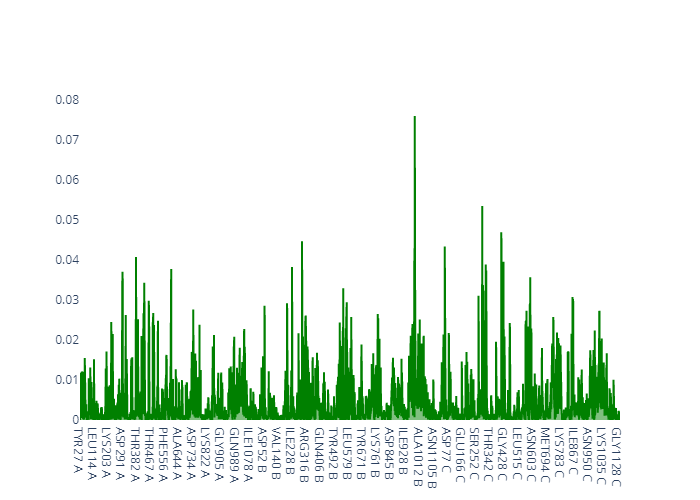 0.08
0.07
0.06
0.05
0.04
0.03
0.02
0.01
0
TYR27 A
LEU114 A
LYS203 A
ASP291 A
THR382 A
THR467 A
PHE556 A
ALA644 A
ASP734 A
LYS822 A
GLY905 A
GLN989 A
ILE1078 A
ASP52 B
VAL140 B
ILE228 B
ARG316 B
GLN406 B
TYR492 B
LEU579 B
TYR671 B
LYS761 B
ASP845 B
ILE928 B
ALA1012 B
ASN1105 B
ASP77 C
GLU166 C
SER252 C
THR342 C
GLY428 C
LEU515 C
ASN603 C
MET694 C
LYS783 C
ILE867 C
ASN950 C
LYS1035 C
GLY1128 C